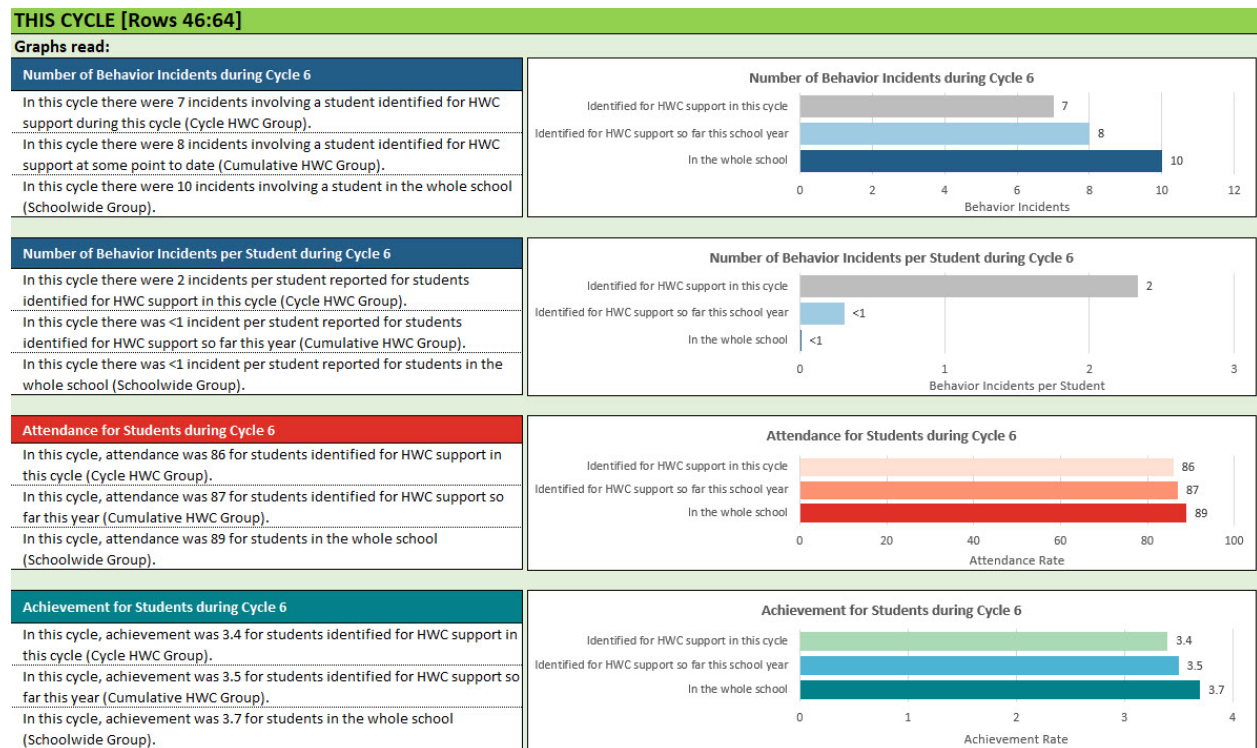 THIS CYCLE [Rows 46:64]
Graphs read:
Number of Behavior Incidents during Cycle 6
In this cycle there were 7 incidents involving a student identified for HWC
support during this cycle (Cycle HWC Group).
In this cycle there were 8 incidents involving a student identified for HWC
support at some point to date (Cumulative HWC Group).
In this cycle there were 10 incidents involving a student in the whole school
(Schoolwide Group).
Number of Behavior Incidents during Cycle 6
Identified for HWC support in this cycle
7
Identified for HWC support so far this school year
8
In the whole school
10
0 2 4 6 8 10 12
Behavior Incidents
Number of Behavior Incidents per Student during Cycle 6
In this cycle there were 2 incidents per student reported for students
identified for HWC support in this cycle (Cycle HWC Group).
In this cycle there was <1 incident per student reported for students
identified for HWC support so far this year (Cumulative HWC Group).
In this cycle there was <1 incident per student reported for students in the
whole school (Schoolwide Group).
Number of Behavior Incidents per Student during Cycle 6
Identified for HWC support in this cycle
2
Identified for HWC support so far this school year
<1
In the whole school
<1
0 1 2 3
Behavior Incidents per Student
Attendance for Students during Cycle 6
In this cycle, attendance was 86 for students identified for HWC support in
this cycle (Cycle HWC Group).
In this cycle, attendance was 87 for students identified for HWC support so
far this year (Cumulative HWC Group).
In this cycle, attendance was 89 for students in the whole school
(Schoolwide Group).
Attendance for Students during Cycle 6
Identified for HWC support in this cycle
86
Identified for HWC support so far this school year
87
In the whole school
89
0 20 40 60 80 100
Attendance Rate
Achievement for Students during Cycle 6
In this cycle, achievement was 3.4 for students identified for HWC support in
this cycle (Cycle HWC Group).
In this cycle, achievement was 3.5 for students identified for HWC support so
far this year (Cumulative HWC Group).
In this cycle, achievement was 3.7 for students in the whole school
(Schoolwide Group).
Achievement for Students during Cycle 6
Identified for HWC support in this cycle
3.4
Identified for HWC support so far this school year
3.5
In the whole school
3.7
0 1 2 3 4
Achievement Rate